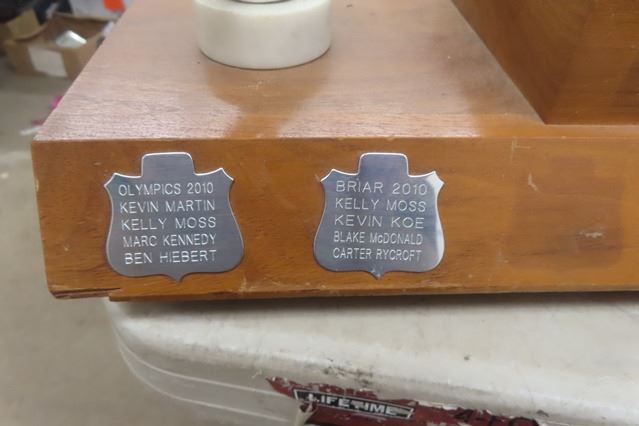 OLYMPICS 2010
KEVIN MARTIN
KELLY MOSS
MARC KENNEDY
BEN HIEBERT
BRIAR 2010
KELLY MOSS
KEVIN KOE
BLAKE McDONALD
CARTER RYCROFT
LIFETIME